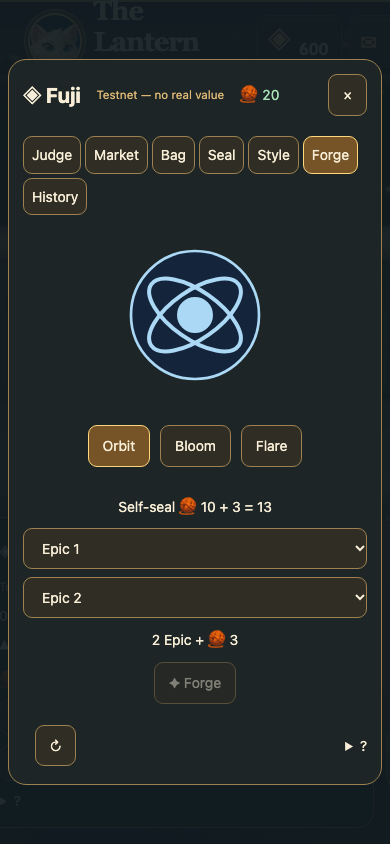 The
Lantern
600
Fuji
Testnet — no real value
20
×
Judge
Market
Bag
Seal
Style
Forge
History
Orbit
Bloom
Flare
Self-seal 10 + 3 = 13
Epic 1
Epic 2
2 Epic + 3
✦ Forge
↻
▶ ?
▶ ?